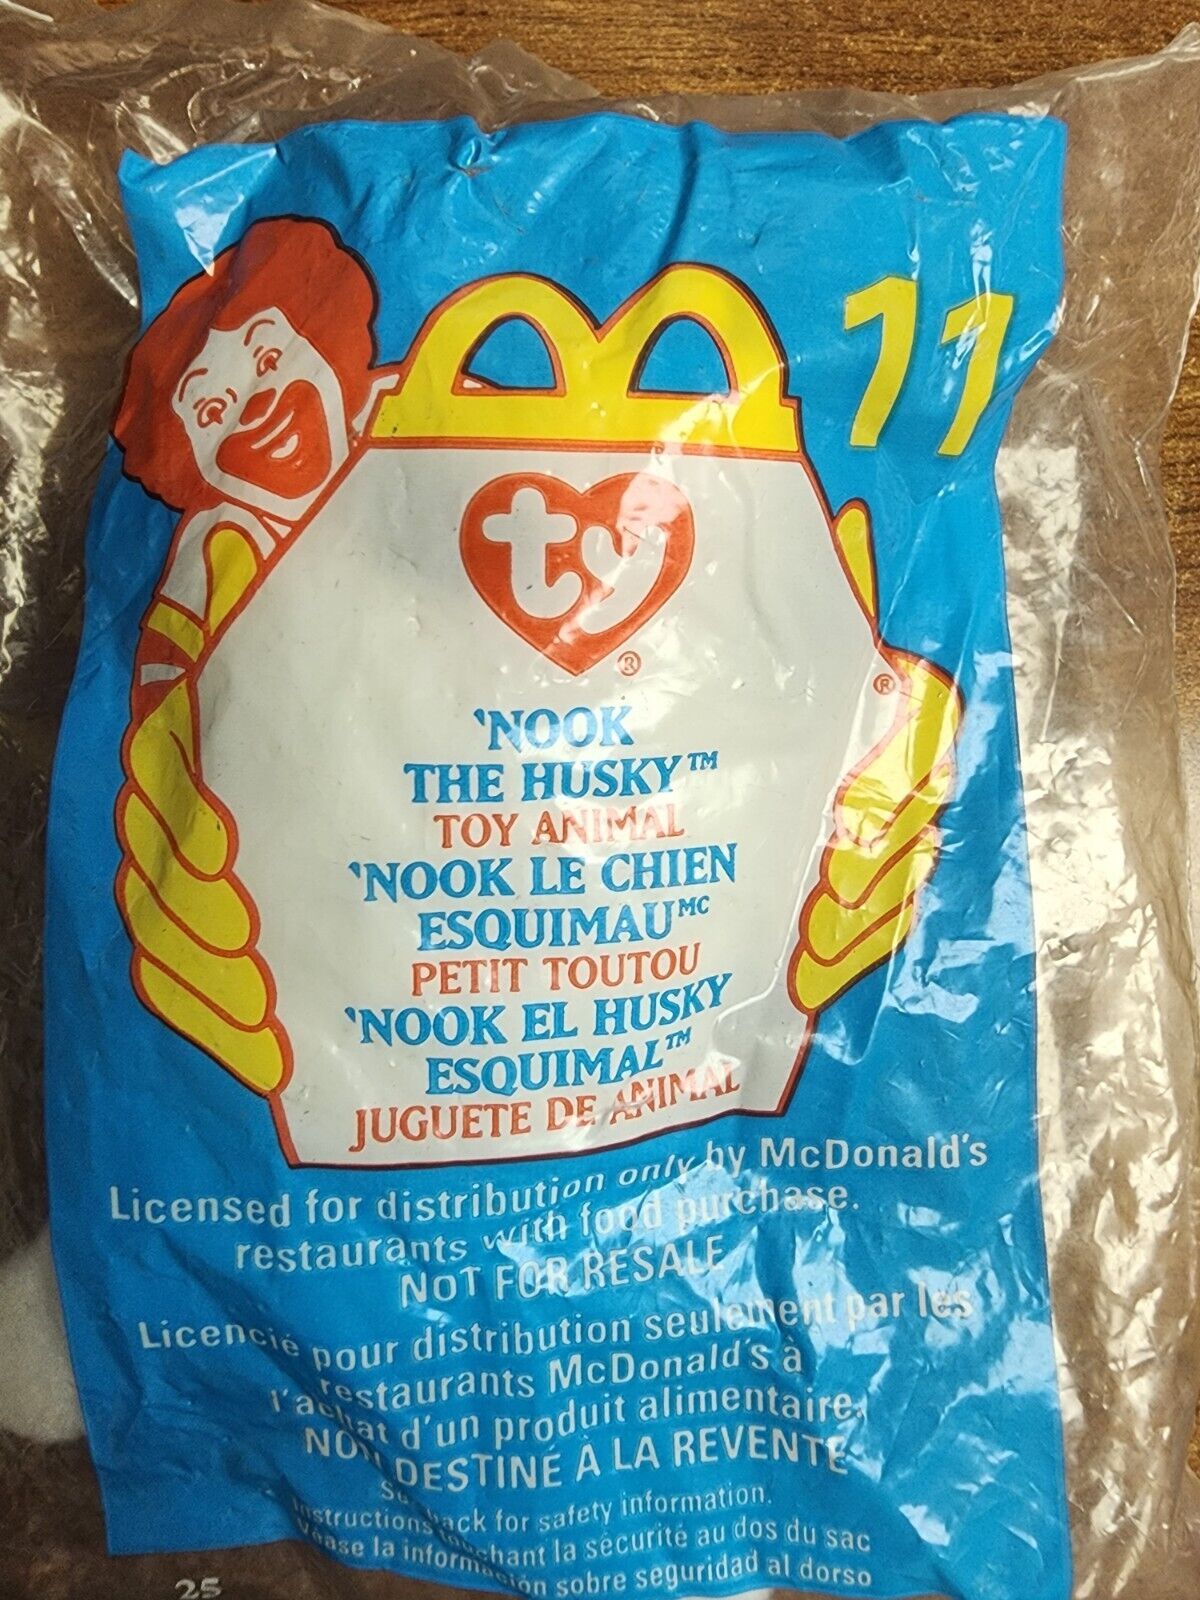 11
ty®
®
'NOOK
THE HUSKY™
TOY ANIMAL
'NOOK LE CHIEN
ESQUIMAU MC
PETIT TOUTOU
'NOOK EL HUSKY
ESQUIMAL™
JUGUETE DE ANIMAL
Licensed for distribution only by McDonald's
restaurants with food purchase.
NOT FOR RESALE
Licencié pour distribution seulement par les
restaurants McDonald's à
l'achat d'un produit alimentaire.
NON DESTINÉ À LA REVENTE
See back for safety information.
Instructions touchant la sécurité au dos du sac
Véase la información sobre seguridad al dorso
25